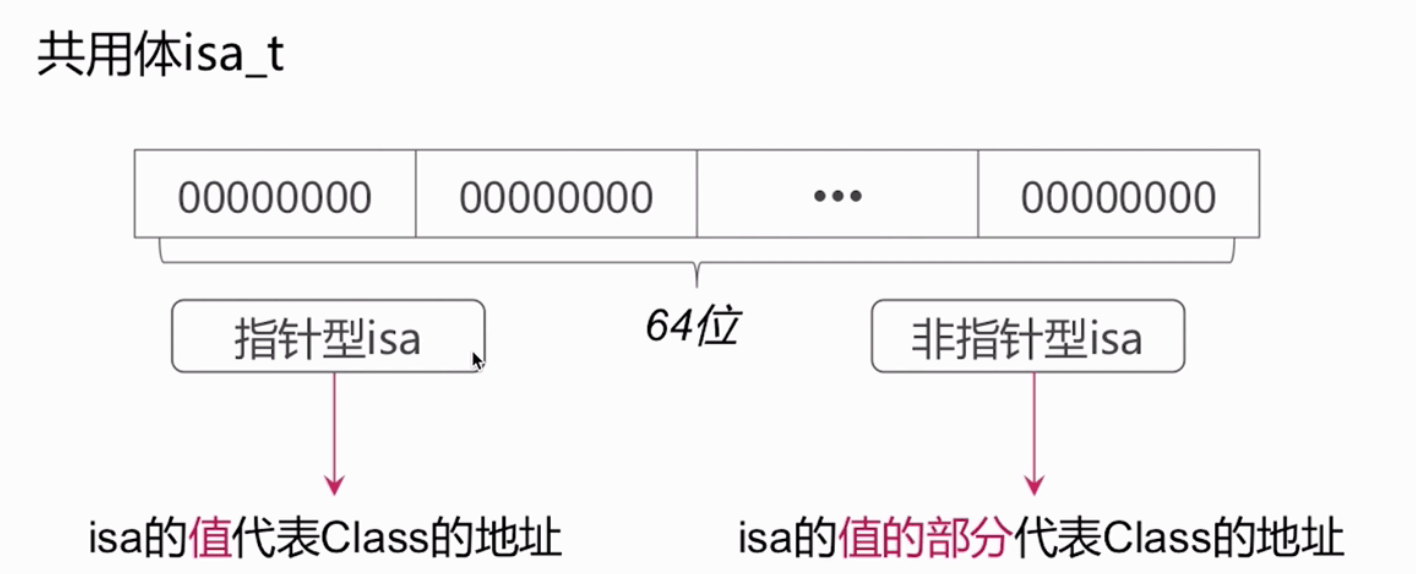 共用体isa_t
00000000 00000000 ••• 00000000
64位
指针型isa 非指针型isa
isa的值代表Class的地址 isa的值的部分代表Class的地址